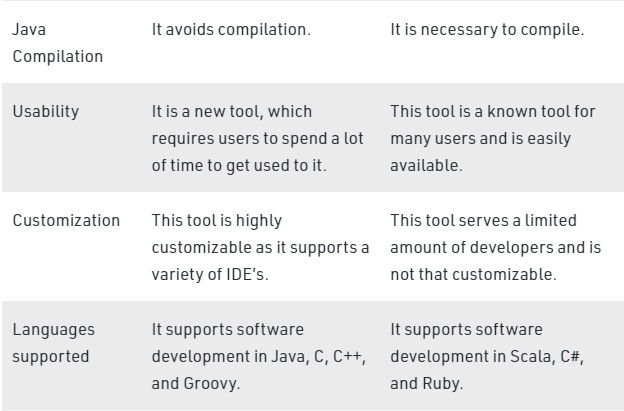 Java
Compilation
It avoids compilation.
It is necessary to compile.
Usability
It is a new tool, which
requires users to spend a lot
of time to get used to it.
This tool is a known tool for
many users and is easily
available.
Customization
This tool is highly
customizable as it supports a
variety of IDE's.
This tool serves a limited
amount of developers and is
not that customizable.
Languages
supported
It supports software
development in Java, C, C++,
and Groovy.
It supports software
development in Scala, C#,
and Ruby.